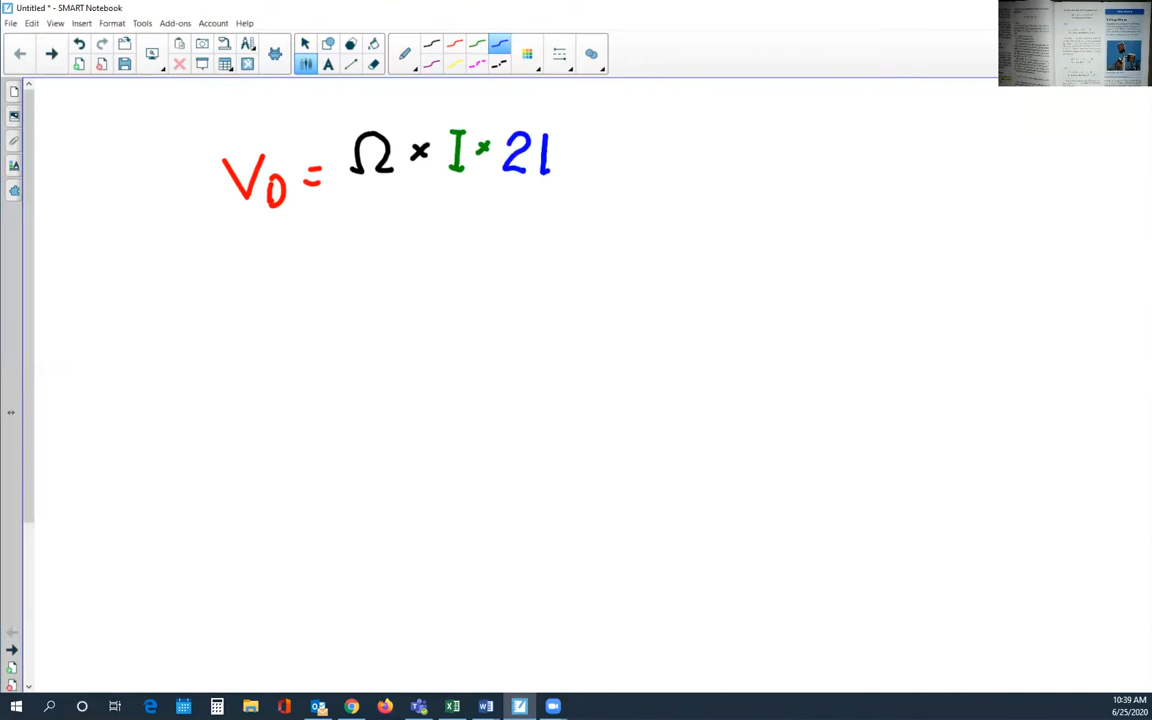 Untitled * - SMART Notebook
File Edit View Insert Format Tools Add-ons Account Help
V₀ = Ω × I × 2l
10:39 AM
6/25/2020